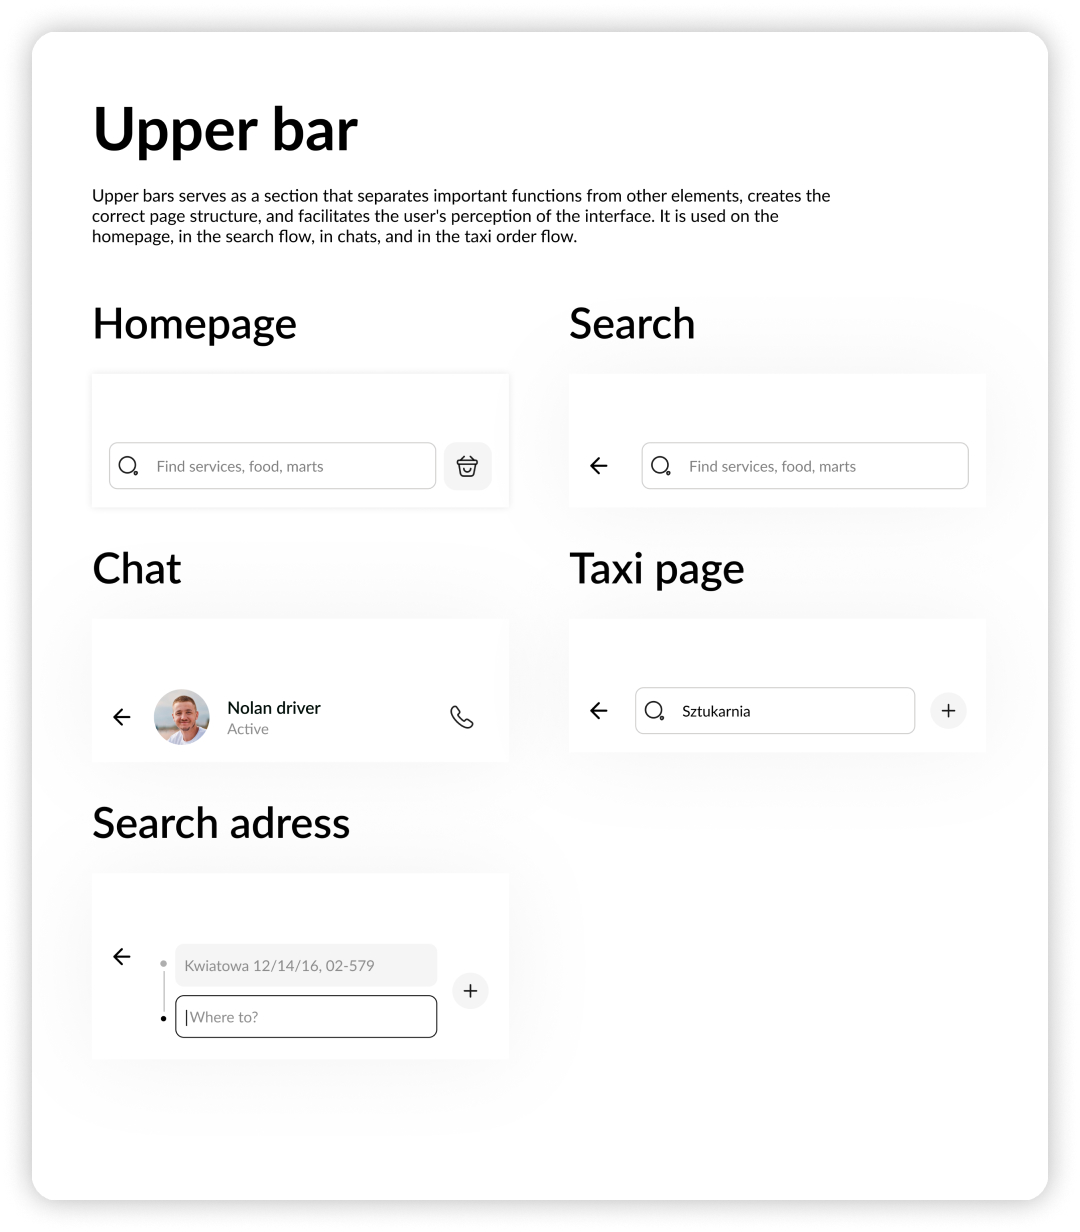 Upper bar
Upper bars serves as a section that separates important functions from other elements, creates the
correct page structure, and facilitates the user's perception of the interface. It is used on the
homepage, in the search flow, in chats, and in the taxi order flow.
Homepage
Find services, food, marts
Search
Find services, food, marts
Chat
Nolan driver
Active
Taxi page
Sztukarnia
Search adress
Kwiatowa 12/14/16, 02-579
Where to?